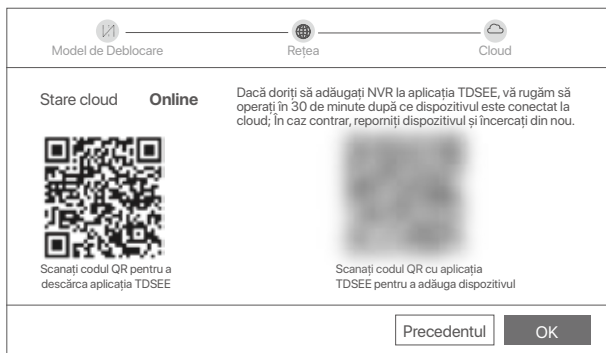 Model de Deblocare
Rețea
Cloud
Stare cloud Online
Dacă doriți să adăugați NVR la aplicația TDSEE, vă rugăm să
operați în 30 de minute după ce dispozitivul este conectat la
cloud; În caz contrar, reporniți dispozitivul și încercați din nou.
Scanați codul QR pentru a
descărca aplicația TDSEE
Scanați codul QR cu aplicația
TDSEE pentru a adăuga dispozitivul
Precedentul
OK